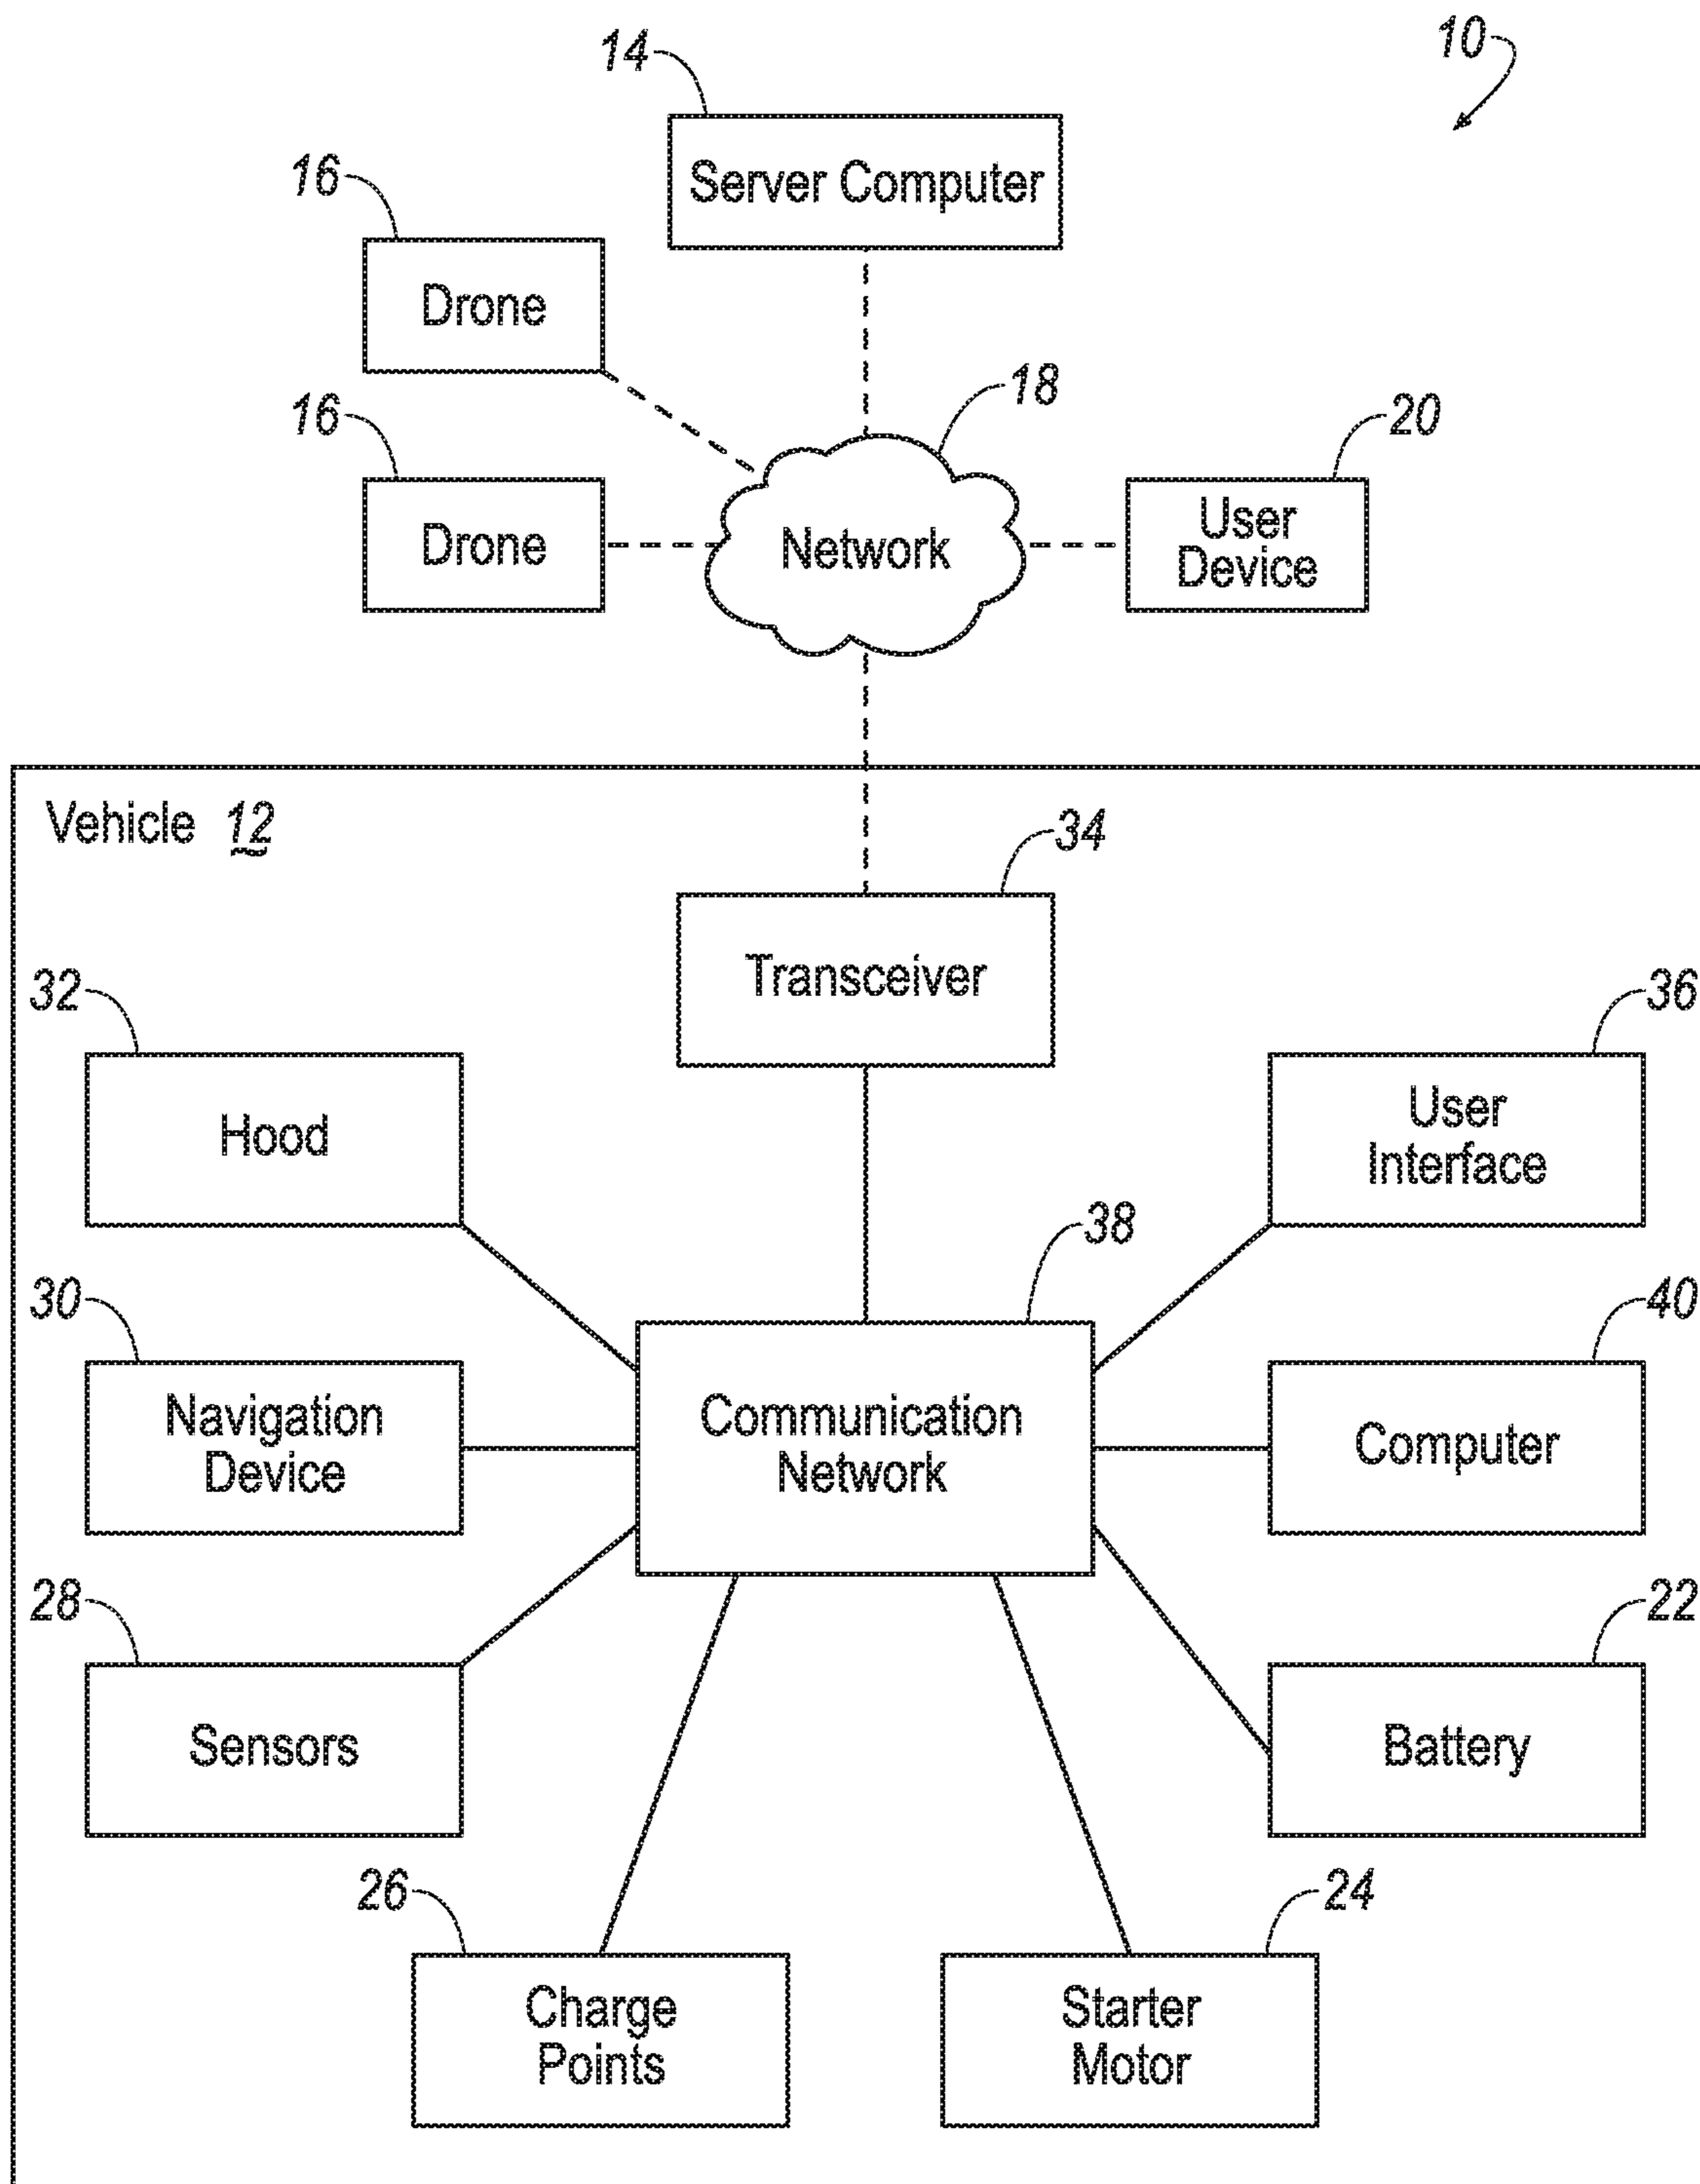 10
14
Server Computer
16
Drone
18
16
20
Drone
Network
User
Device
Vehicle 12
34
Transceiver
32
36
Hood
User
Interface
38
30
40
Navigation
Device
Communication
Network
Computer
28
22
Sensors
Battery
26
24
Charge
Points
Starter
Motor